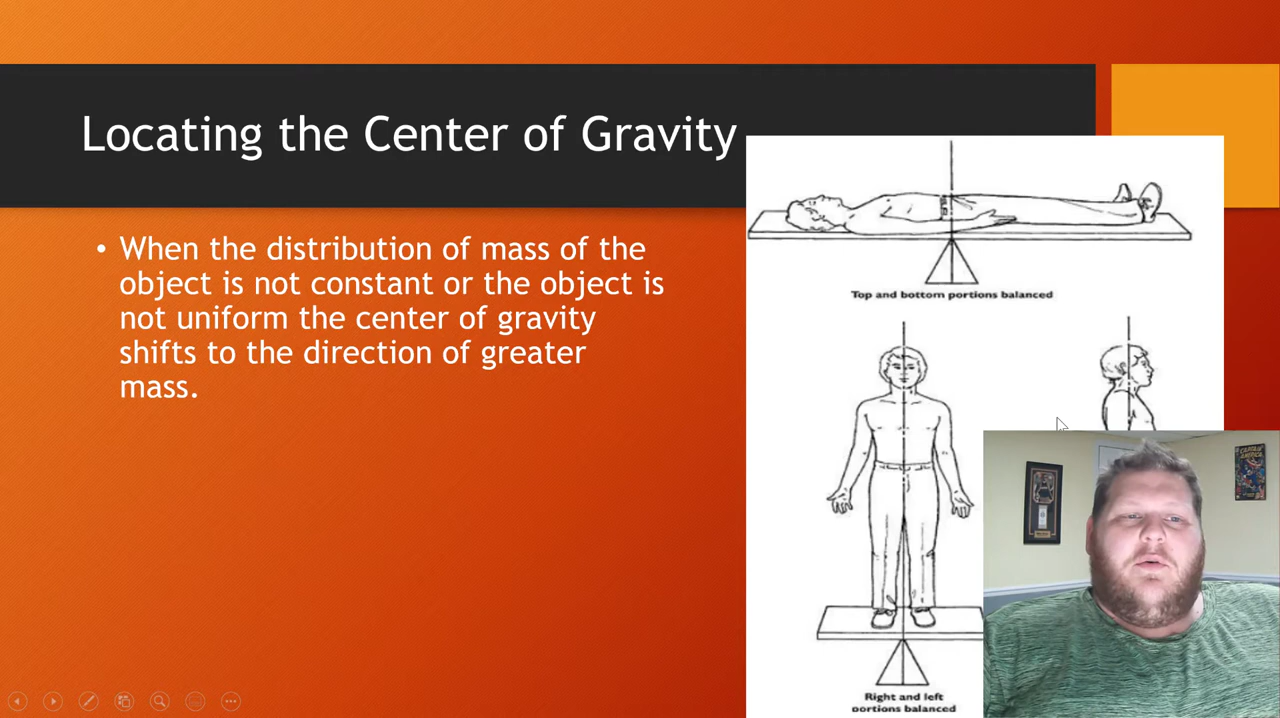 Locating the Center of Gravity
• When the distribution of mass of the
object is not constant or the object is
not uniform the center of gravity
shifts to the direction of greater
mass.
Top and bottom portions balanced
Right and left
portions balanced
CAPTAIN AMERICA